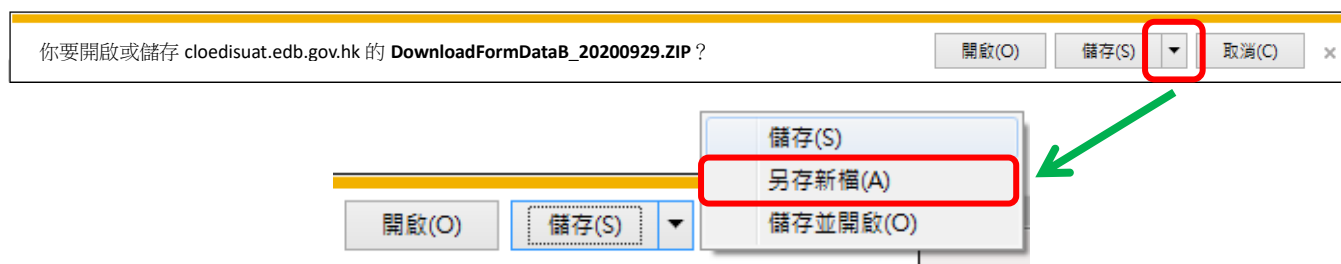 你要開啟或儲存 cloedisuat.edb.gov.hk 的 DownloadFormDataB_20200929.ZIP？ 開啟(O) 儲存(S) 取消(C) ×
儲存(S)
另存新檔(A)
開啟(O) 儲存(S) 儲存並開啟(O)